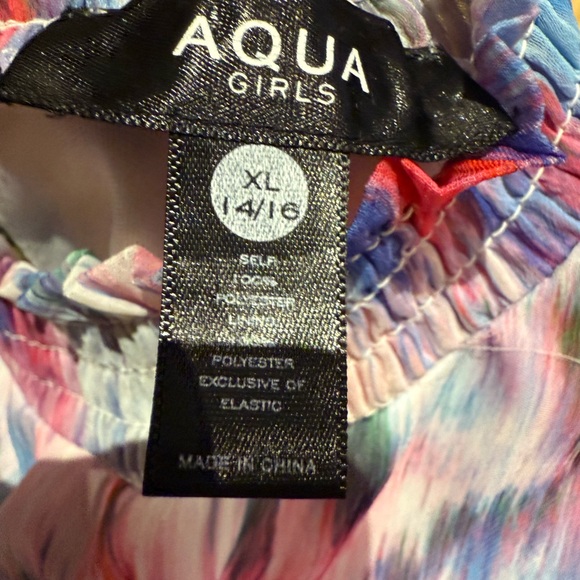 AQUA
GIRLS
XL
14/16
SELF
100%
POLYESTER
LINING
POLYESTER
EXCLUSIVE OF
ELASTIC
MADE IN CHINA